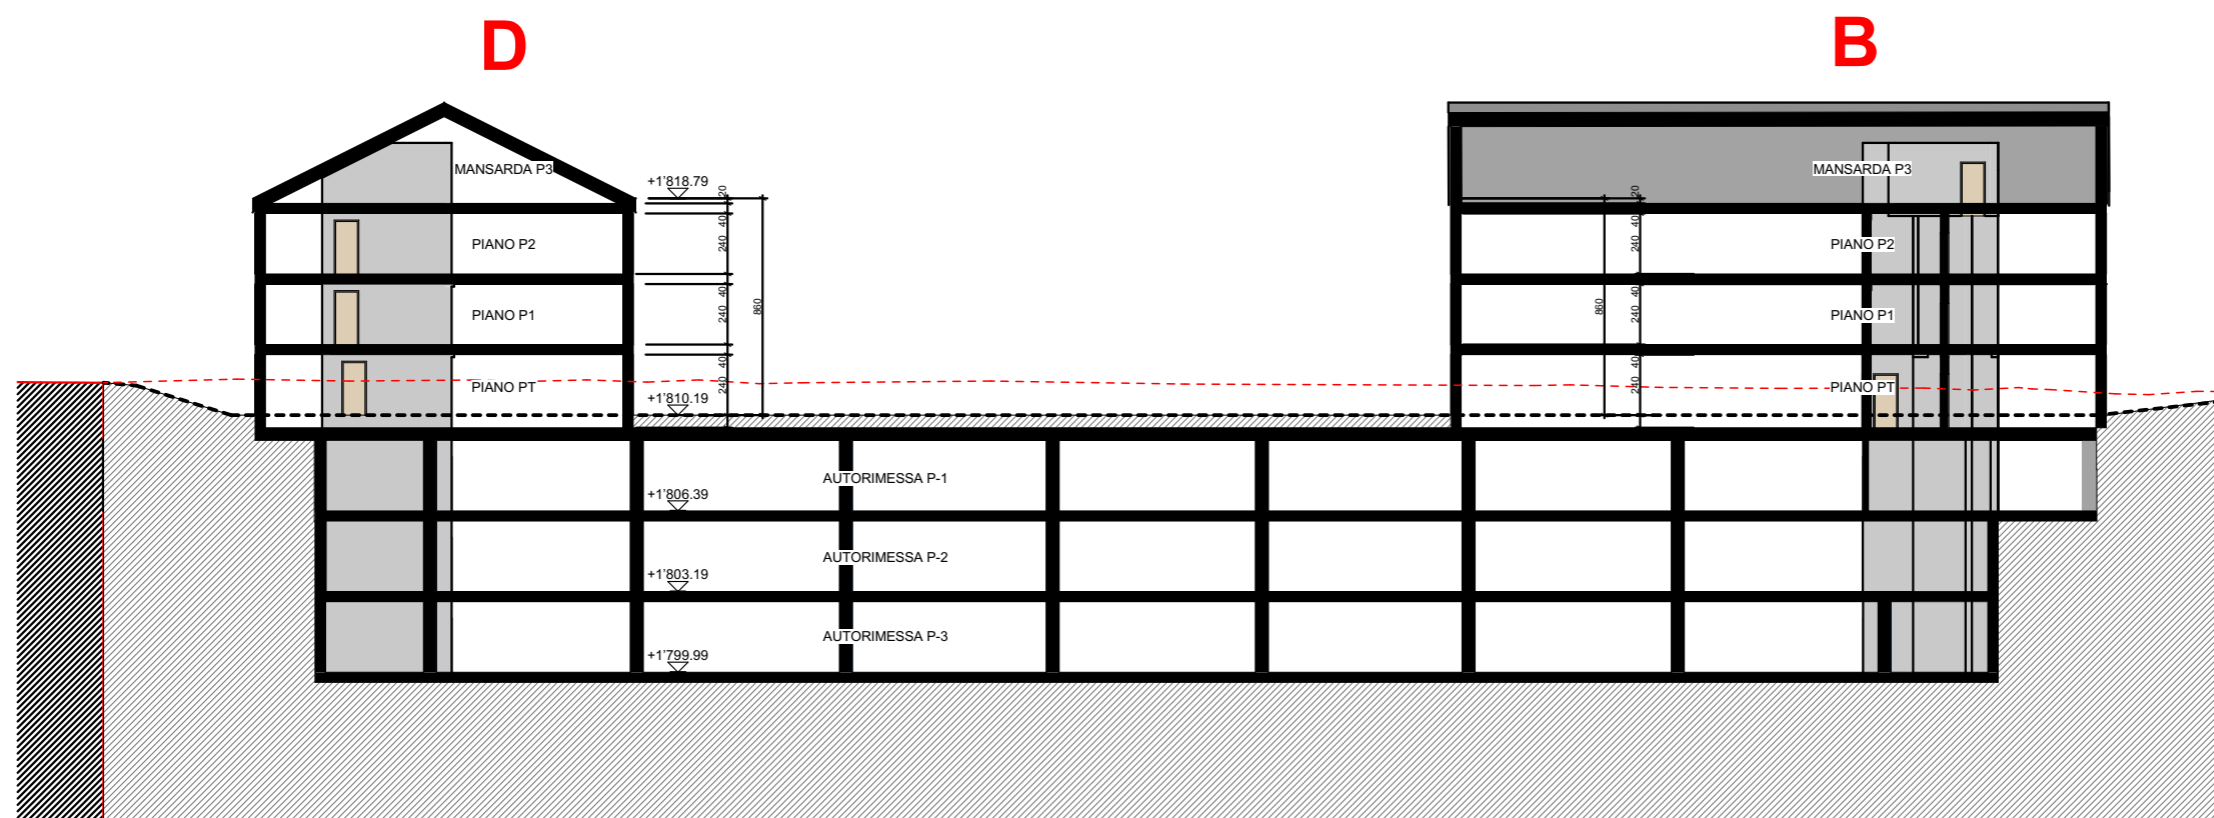 D
B
MANSARDA P3
+1'818.79
20
40
PIANO P2
240
40
PIANO P1
240
860
40
PIANO PT
240
+1'810.19
MANSARDA P3
20
40
PIANO P2
240
40
PIANO P1
240
860
40
PIANO PT
240
AUTORIMESSA P-1
+1'806.39
AUTORIMESSA P-2
+1'803.19
AUTORIMESSA P-3
+1'799.99